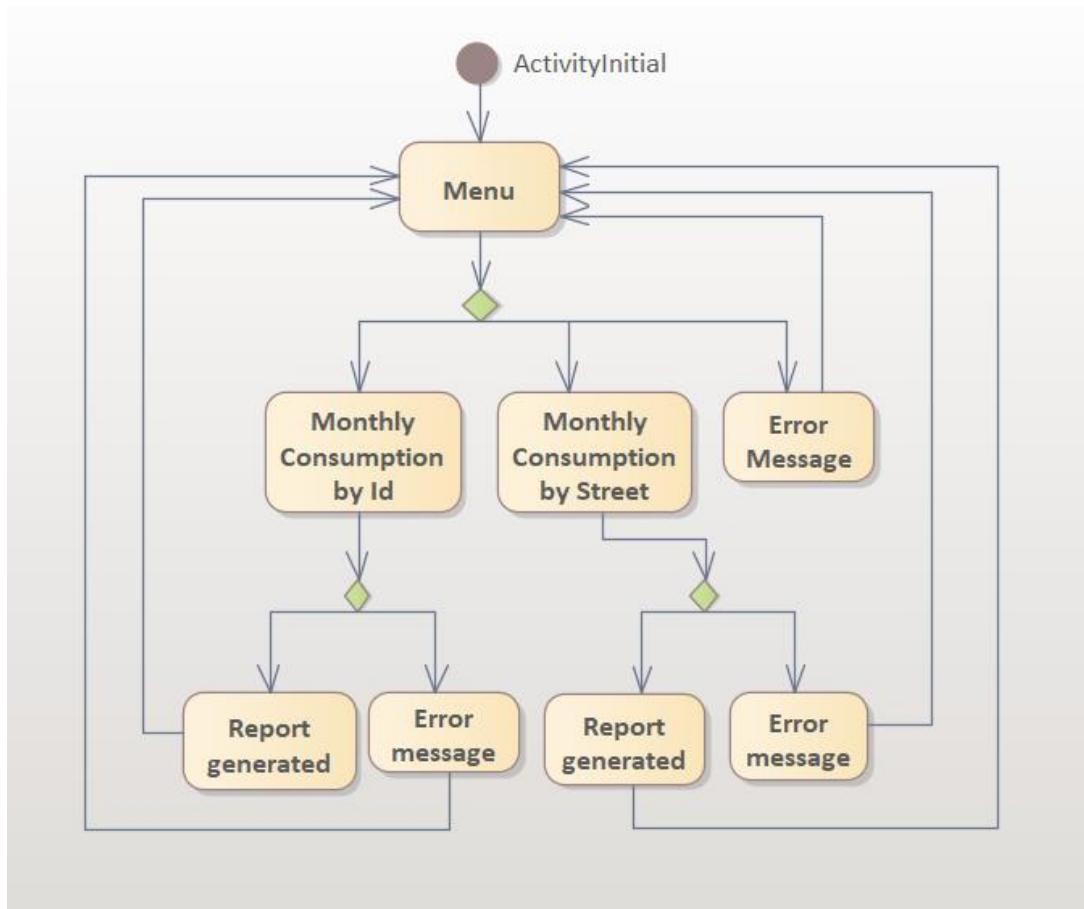 ActivityInitial
Menu
Monthly
Consumption
by Id
Monthly
Consumption
by Street
Error
Message
Report
generated
Error
message
Report
generated
Error
message